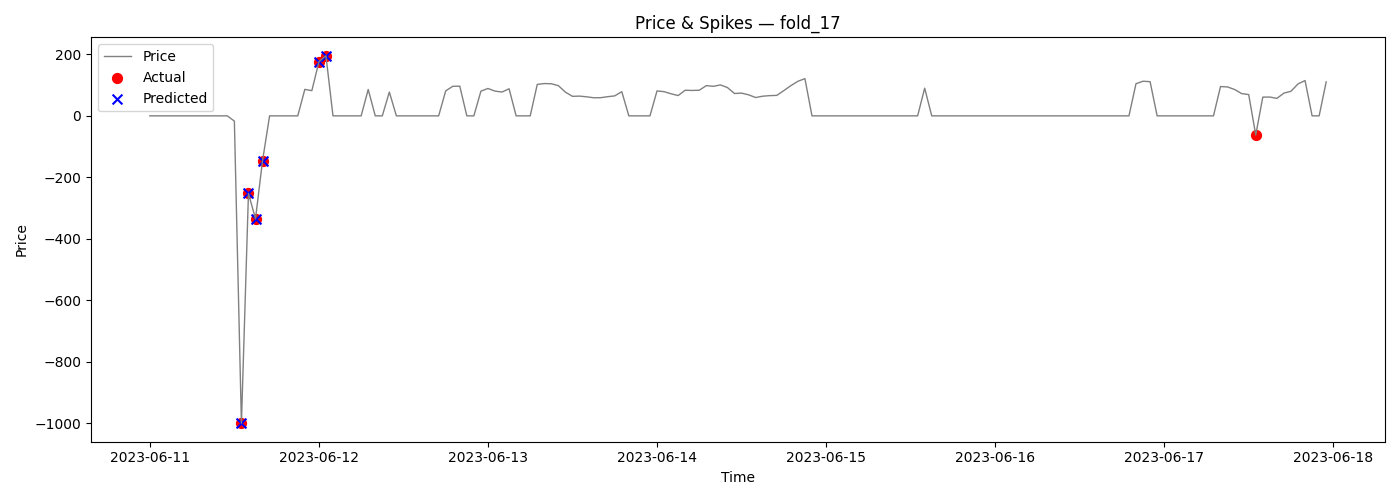 Price & Spikes — fold_17
Price
Actual
Predicted
200
0
−200
−400
−600
−800
−1000
Price
2023-06-11
2023-06-12
2023-06-13
2023-06-14
2023-06-15
2023-06-16
2023-06-17
2023-06-18
Time